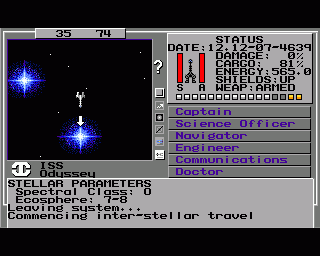 35 74
STATUS
DATE:12.12-07-4639
DAMAGE: 0%
CARGO: 81%
ENERGY:565.0
SHIELDS:UP
S A WEAP:ARMED
?
Captain
Science Officer
Navigator
Engineer
Communications
Doctor
ISS
Odyssey
STELLAR PARAMETERS
Spectral Class: O
Ecosphere: 7-8
Leaving system...
Commencing inter-stellar travel